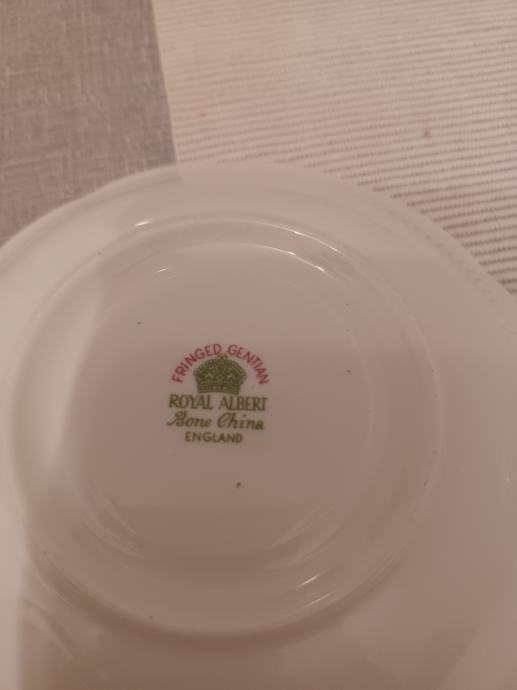 FRINGED GENTIAN
ROYAL ALBERT
Bone China
ENGLAND